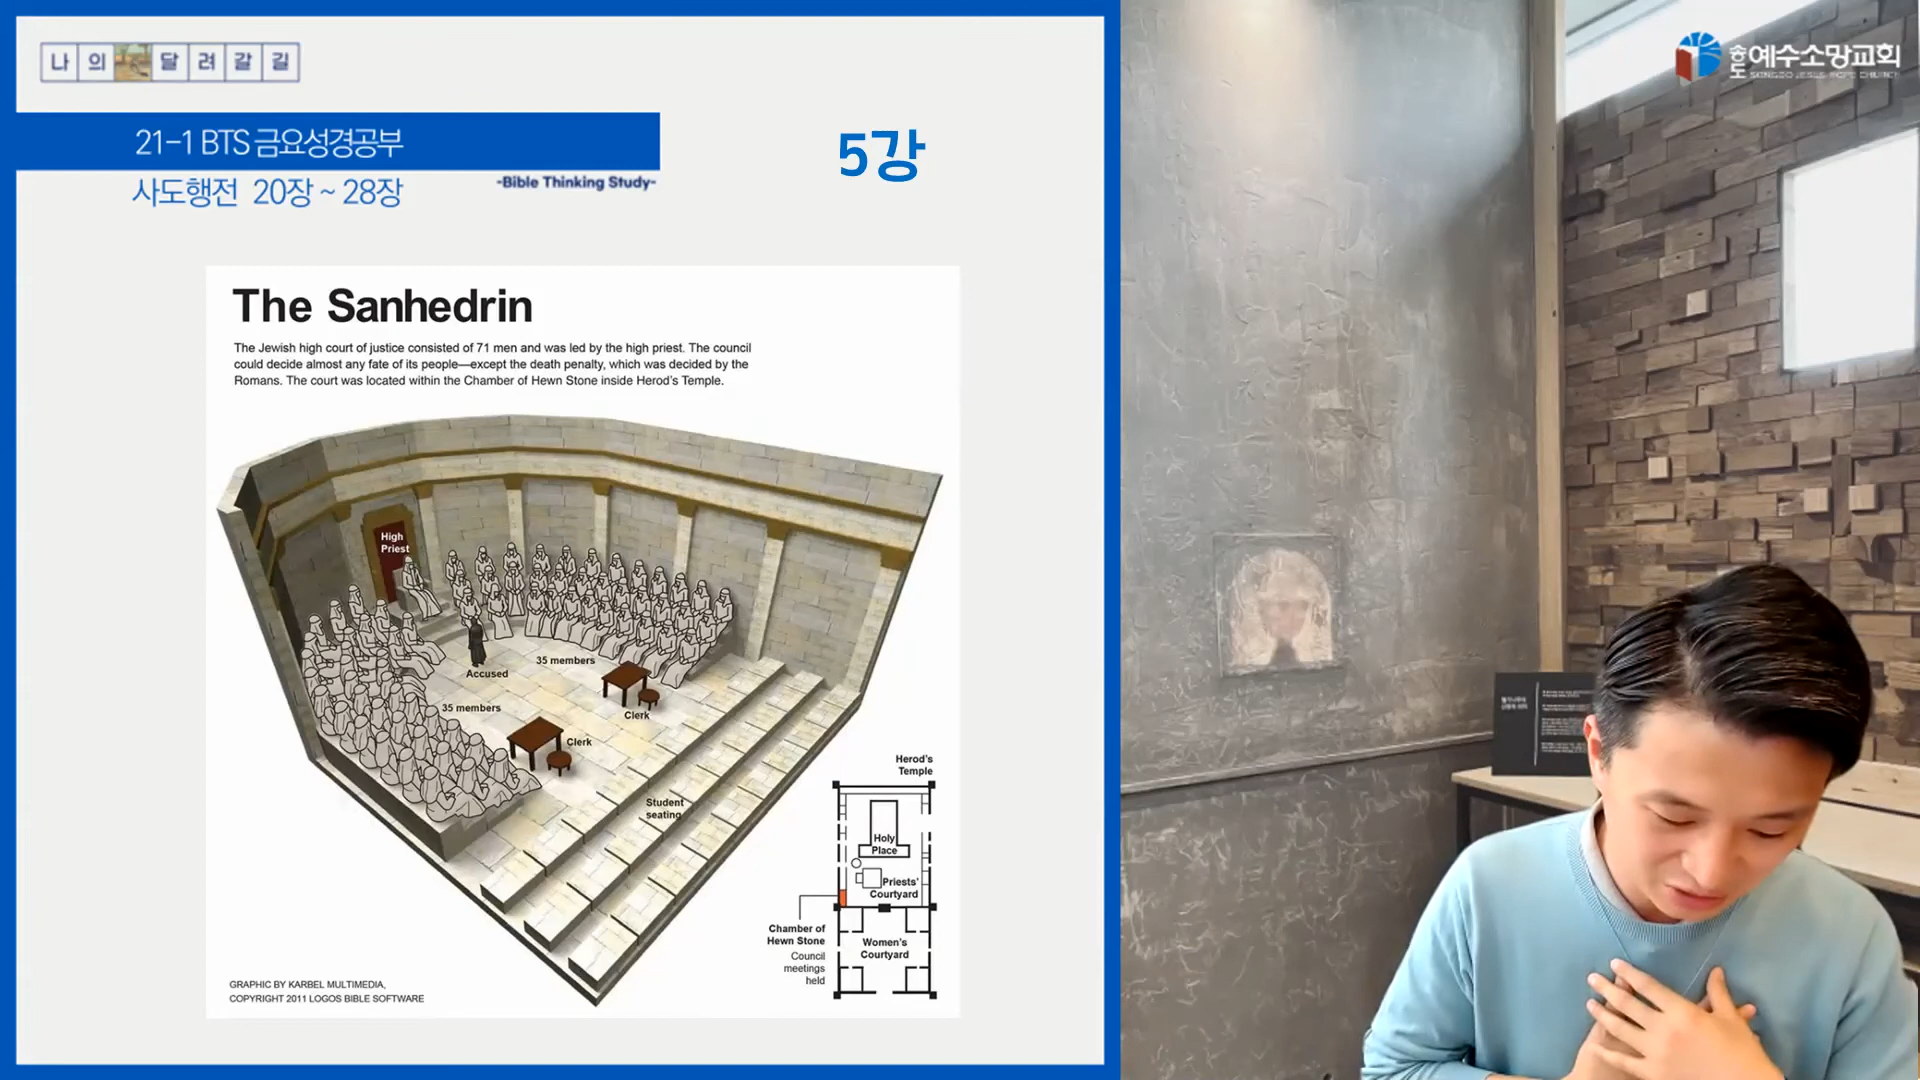 나의 달려갈길
21-1 BTS 금요성경공부
사도행전 20장 ~ 28장
-Bible Thinking Study-
5강
The Sanhedrin
The Jewish high court of justice consisted of 71 men and was led by the high priest. The council
could decide almost any fate of its people—except the death penalty, which was decided by the
Romans. The court was located within the Chamber of Hewn Stone inside Herod's Temple.
High
Priest
Accused
35 members
35 members
Clerk
Clerk
Student
seating
Herod's
Temple
Holy
Place
Priests'
Courtyard
Chamber of
Hewn Stone
Council
meetings
held
Women's
Courtyard
GRAPHIC BY KARBEL MULTIMEDIA,
COPYRIGHT 2011 LOGOS BIBLE SOFTWARE
송도예수소망교회
SONGDO JESUS HOPE CHURCH